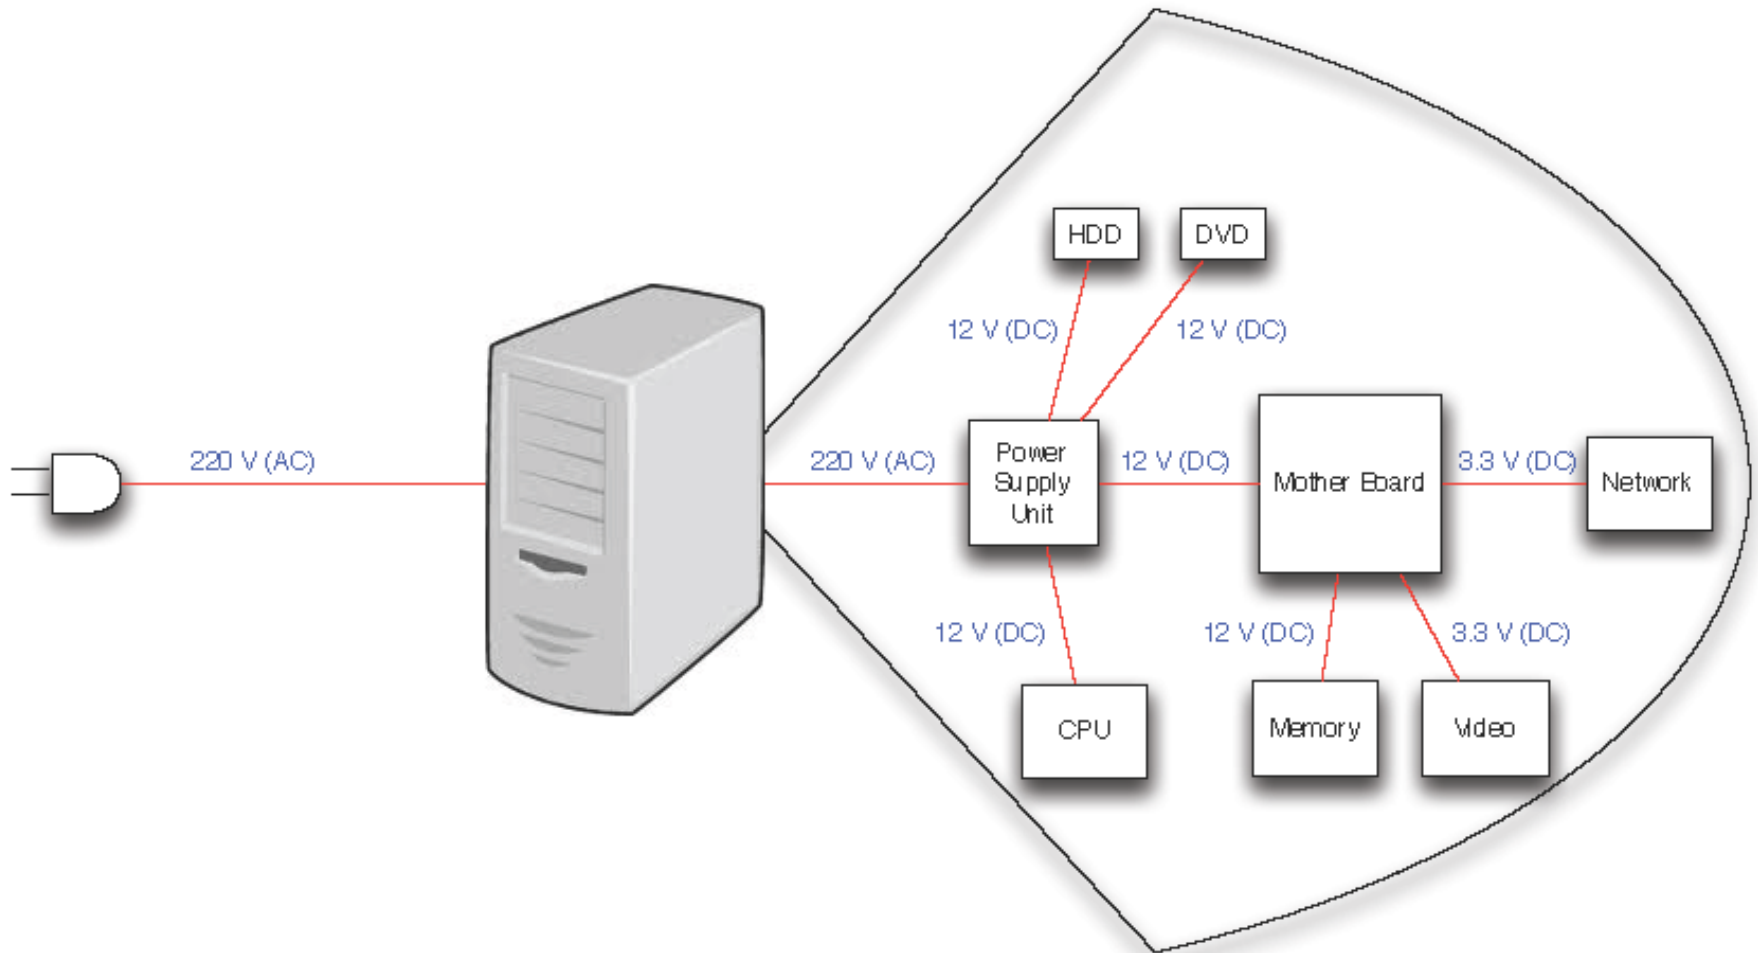 HDD
DVD
12 V (DC)
12 V (DC)
220 V (AC)
220 V (AC)
Power
Supply
Unit
12 V (DC)
Mother Board
3.3 V (DC)
Network
12 V (DC)
12 V (DC)
3.3 V (DC)
CPU
Memory
Video